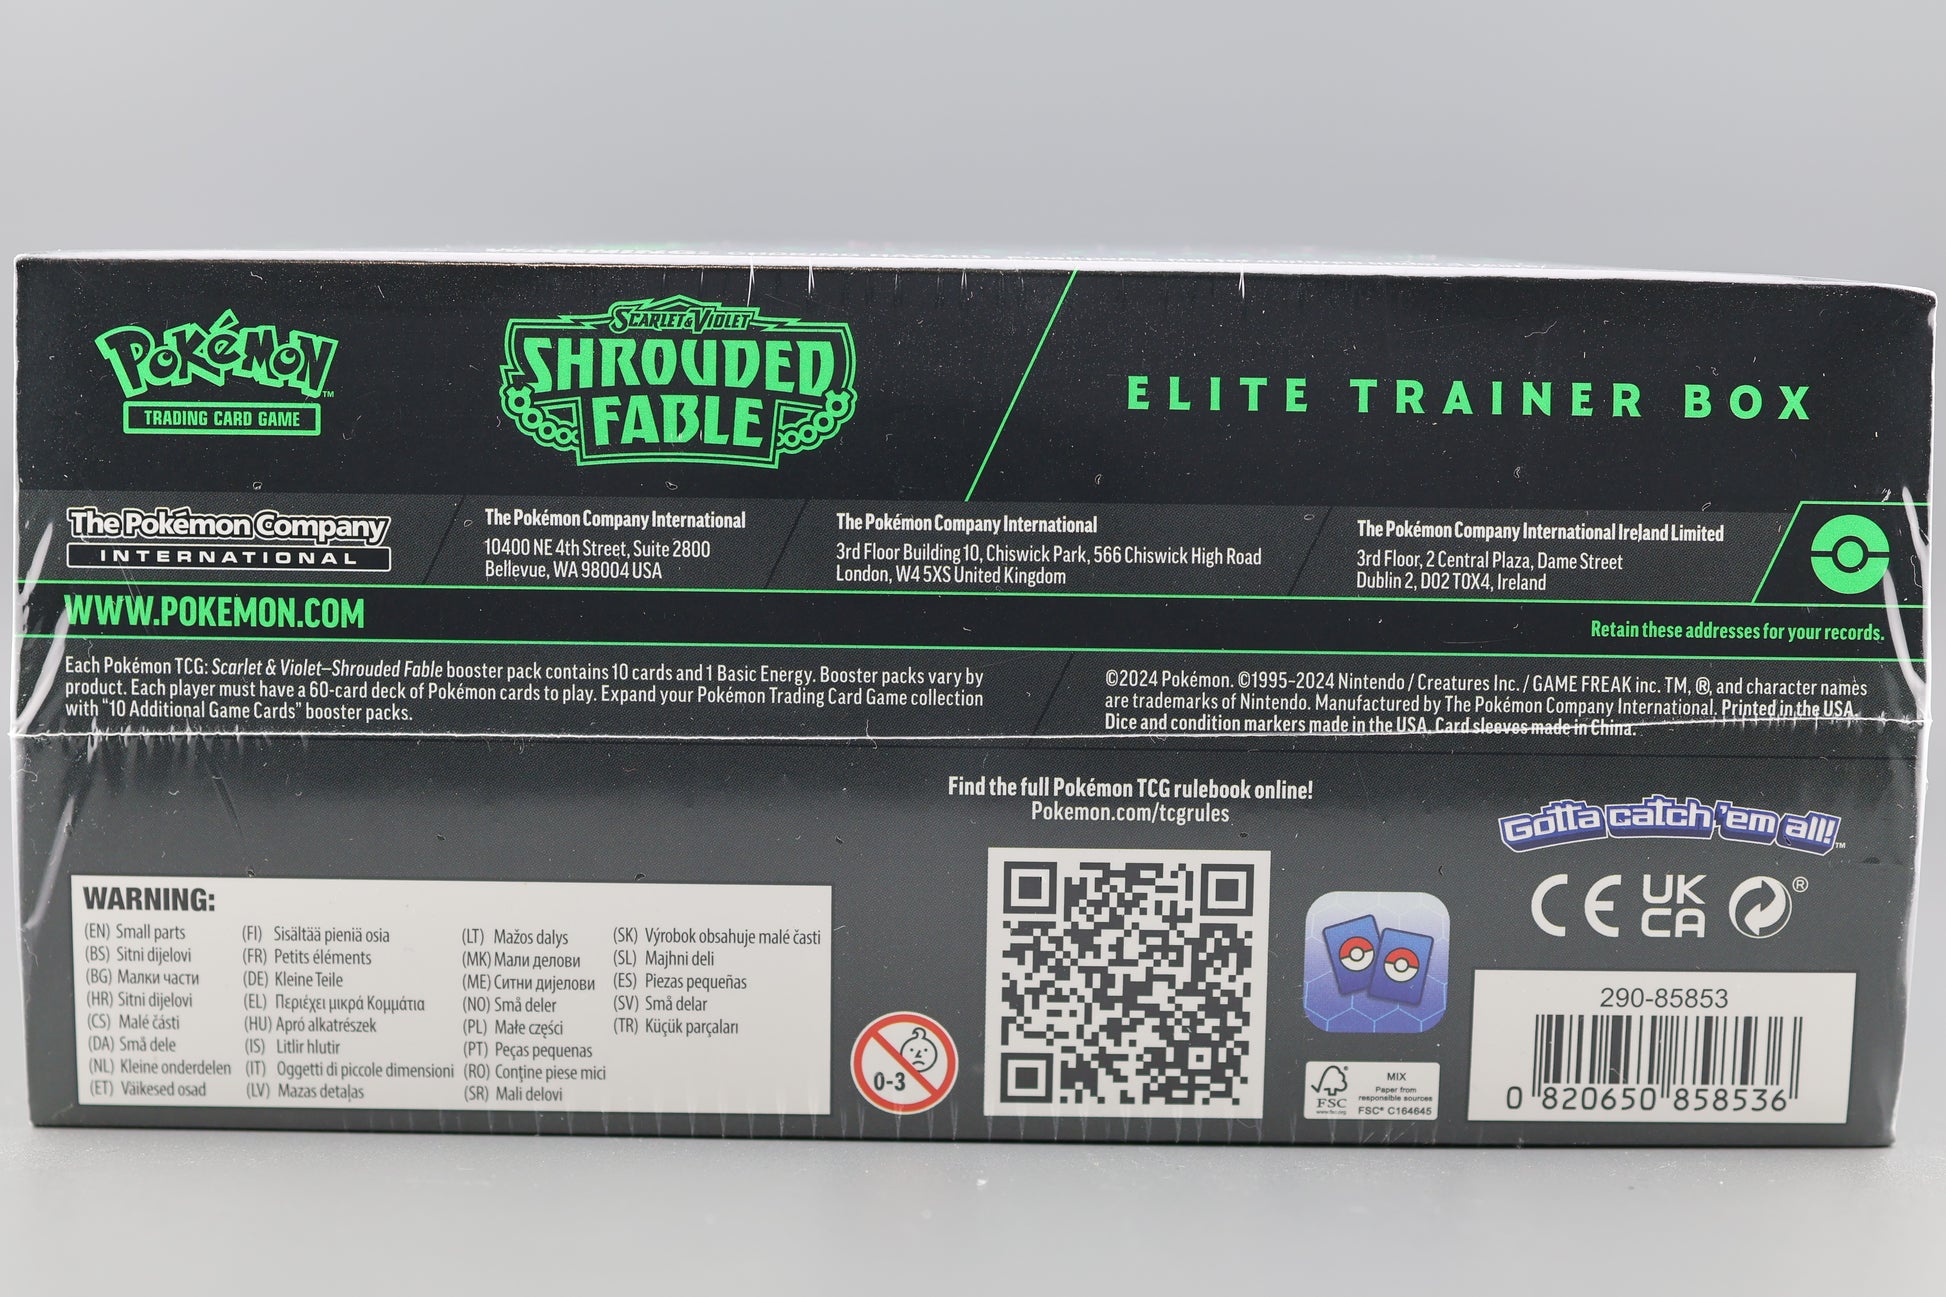 POKéMON™
TRADING CARD GAME
SCARLET & VIOLET
SHROUDED
FABLE
ELITE TRAINER BOX
The Pokémon Company
INTERNATIONAL
The Pokémon Company International
10400 NE 4th Street, Suite 2800
Bellevue, WA 98004 USA
The Pokémon Company International
3rd Floor Building 10, Chiswick Park, 566 Chiswick High Road
London, W4 5XS United Kingdom
The Pokémon Company International Ireland Limited
3rd Floor, 2 Central Plaza, Dame Street
Dublin 2, D02 T0X4, Ireland
WWW.POKEMON.COM
Retain these addresses for your records.
Each Pokémon TCG: Scarlet & Violet—Shrouded Fable booster pack contains 10 cards and 1 Basic Energy. Booster packs vary by
product. Each player must have a 60-card deck of Pokémon cards to play. Expand your Pokémon Trading Card Game collection
with “10 Additional Game Cards” booster packs.
©2024 Pokémon. ©1995–2024 Nintendo / Creatures Inc. / GAME FREAK inc. TM, ®, and character names
are trademarks of Nintendo. Manufactured by The Pokémon Company International. Printed in the USA.
Dice and condition markers made in the USA. Card sleeves made in China.
Find the full Pokémon TCG rulebook online!
Pokemon.com/tcgrules
Gotta catch 'em all!™
WARNING:
(EN) Small parts
(BS) Sitni dijelovi
(BG) Малки части
(HR) Sitni dijelovi
(CS) Malé části
(DA) Små dele
(NL) Kleine onderdelen
(ET) Väikesed osad
(FI) Sisältää pieniä osia
(FR) Petits éléments
(DE) Kleine Teile
(EL) Περιέχει μικρά Κομμάτια
(HU) Apró alkatrészek
(IS) Litlir hlutir
(IT) Oggetti di piccole dimensioni
(LV) Mazas detaļas
(LT) Mažos dalys
(MK) Мали делови
(ME) Ситни дијелови
(NO) Små deler
(PL) Małe części
(PT) Peças pequenas
(RO) Conține piese mici
(SR) Mali delovi
(SK) Výrobok obsahuje malé časti
(SL) Majhni deli
(ES) Piezas pequeñas
(SV) Små delar
(TR) Küçük parçaları
0-3
CE UK
CA ®
FSC
www.fsc.org
MIX
Paper from
responsible sources
FSC® C164645
290-85853
0 820650 858536